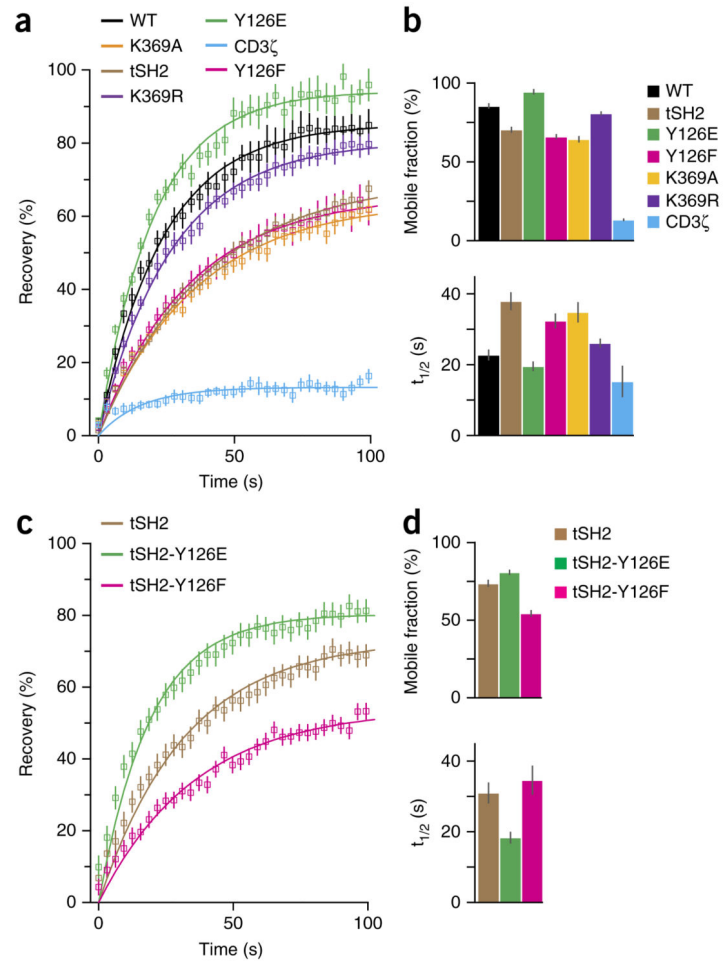 a
WT
K369A
tSH2
K369R
Y126E
CD3ζ
Y126F
100
80
60
40
20
0
Recovery (%)
0
50
100
Time (s)
b
100
75
50
0
Mobile fraction (%)
WT
tSH2
Y126E
Y126F
K369A
K369R
CD3ζ
40
20
0
t1/2 (s)
c
tSH2
tSH2-Y126E
tSH2-Y126F
100
80
60
40
80
0
Recovery (%)
0
50
100
Time (s)
d
100
75
50
0
Mobile fraction (%)
tSH2
tSH2-Y126E
tSH2-Y126F
40
20
0
t1/2 (s)